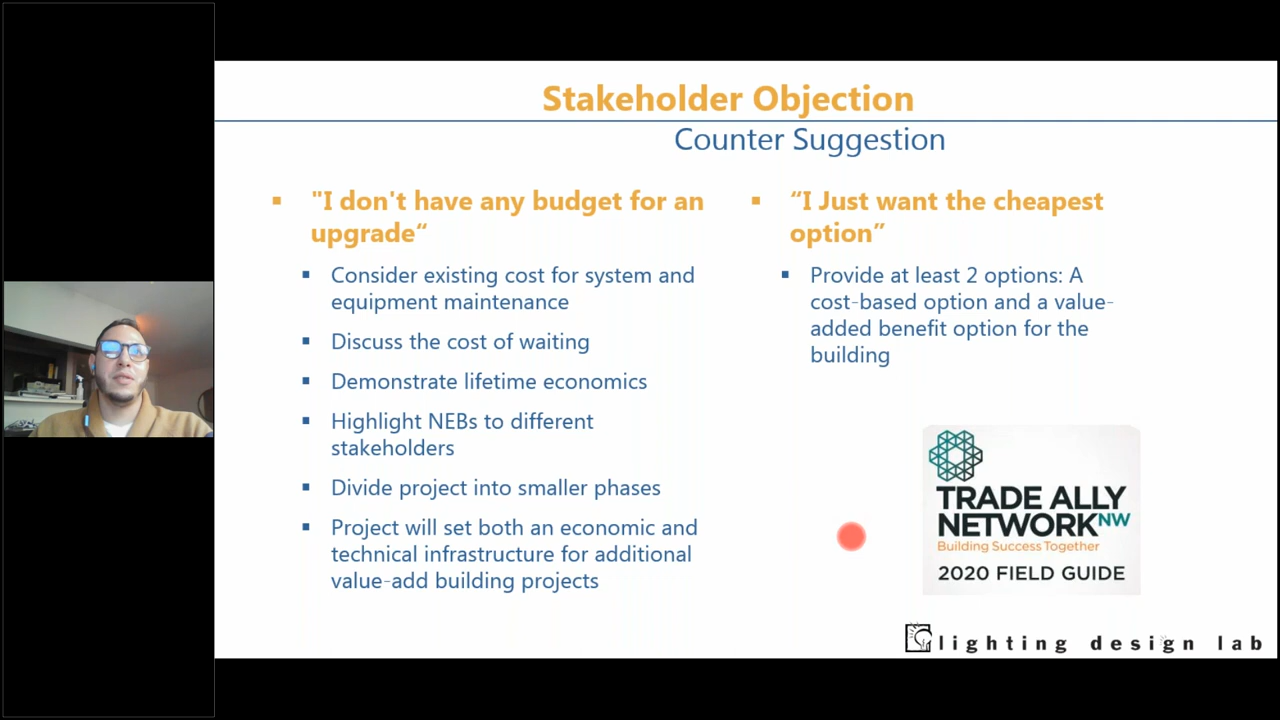 Stakeholder Objection
Counter Suggestion
"I don't have any budget for an
upgrade“
Consider existing cost for system and
equipment maintenance
Discuss the cost of waiting
Demonstrate lifetime economics
Highlight NEBs to different
stakeholders
Divide project into smaller phases
Project will set both an economic and
technical infrastructure for additional
value-add building projects
“I Just want the cheapest
option”
Provide at least 2 options: A
cost-based option and a value-
added benefit option for the
building
TRADE ALLY
NETWORKNW
Building Success Together
2020 FIELD GUIDE
lighting design lab